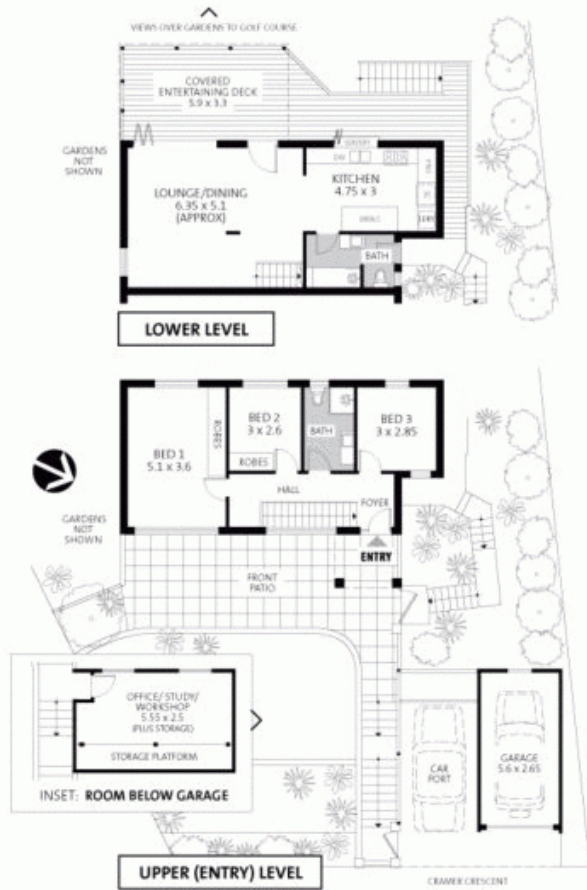 VIEWS OVER GARDENS TO GOLF COURSE
COVERED
ENTERTAINING DECK
5.9 x 3.3
GARDENS
NOT
SHOWN
LOUNGE/DINING
6.35 x 5.1
(APPROX)
SERVERY
DW
KITCHEN
4.75 x 3
BATH
LOWER LEVEL
BED 1
5.1 x 3.6
ROBES
BED 2
3 x 2.6
ROBES
BATH
BED 3
3 x 2.85
HALL
FOYER
GARDENS
NOT
SHOWN
ENTRY
FRONT
PATIO
OFFICE/ STUDY/
WORKSHOP
5.55 x 2.5
(PLUS STORAGE)
STORAGE PLATFORM
INSET: ROOM BELOW GARAGE
CAR
PORT
GARAGE
5.6 x 2.65
UPPER (ENTRY) LEVEL
CRAMER CRESCENT